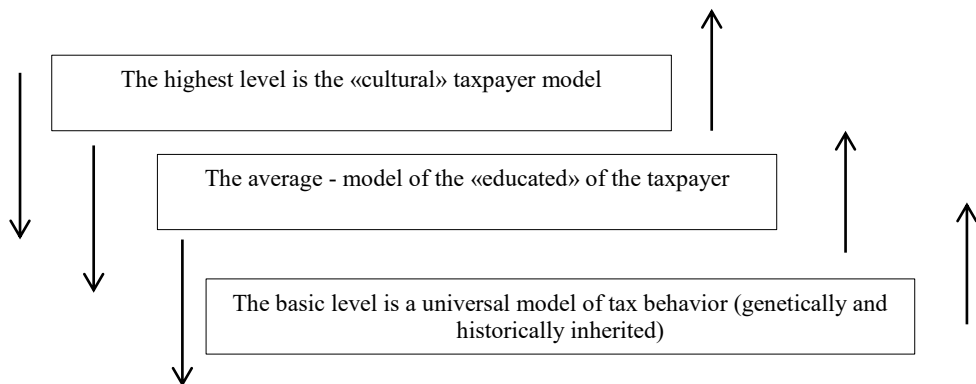 The highest level is the «cultural» taxpayer model
The average - model of the «educated» of the taxpayer
The basic level is a universal model of tax behavior (genetically and
historically inherited)